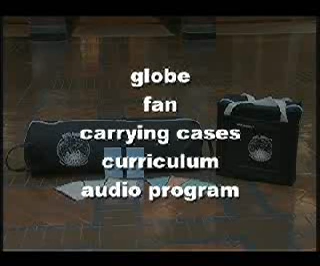 globe
fan
carrying cases
curriculum
audio program